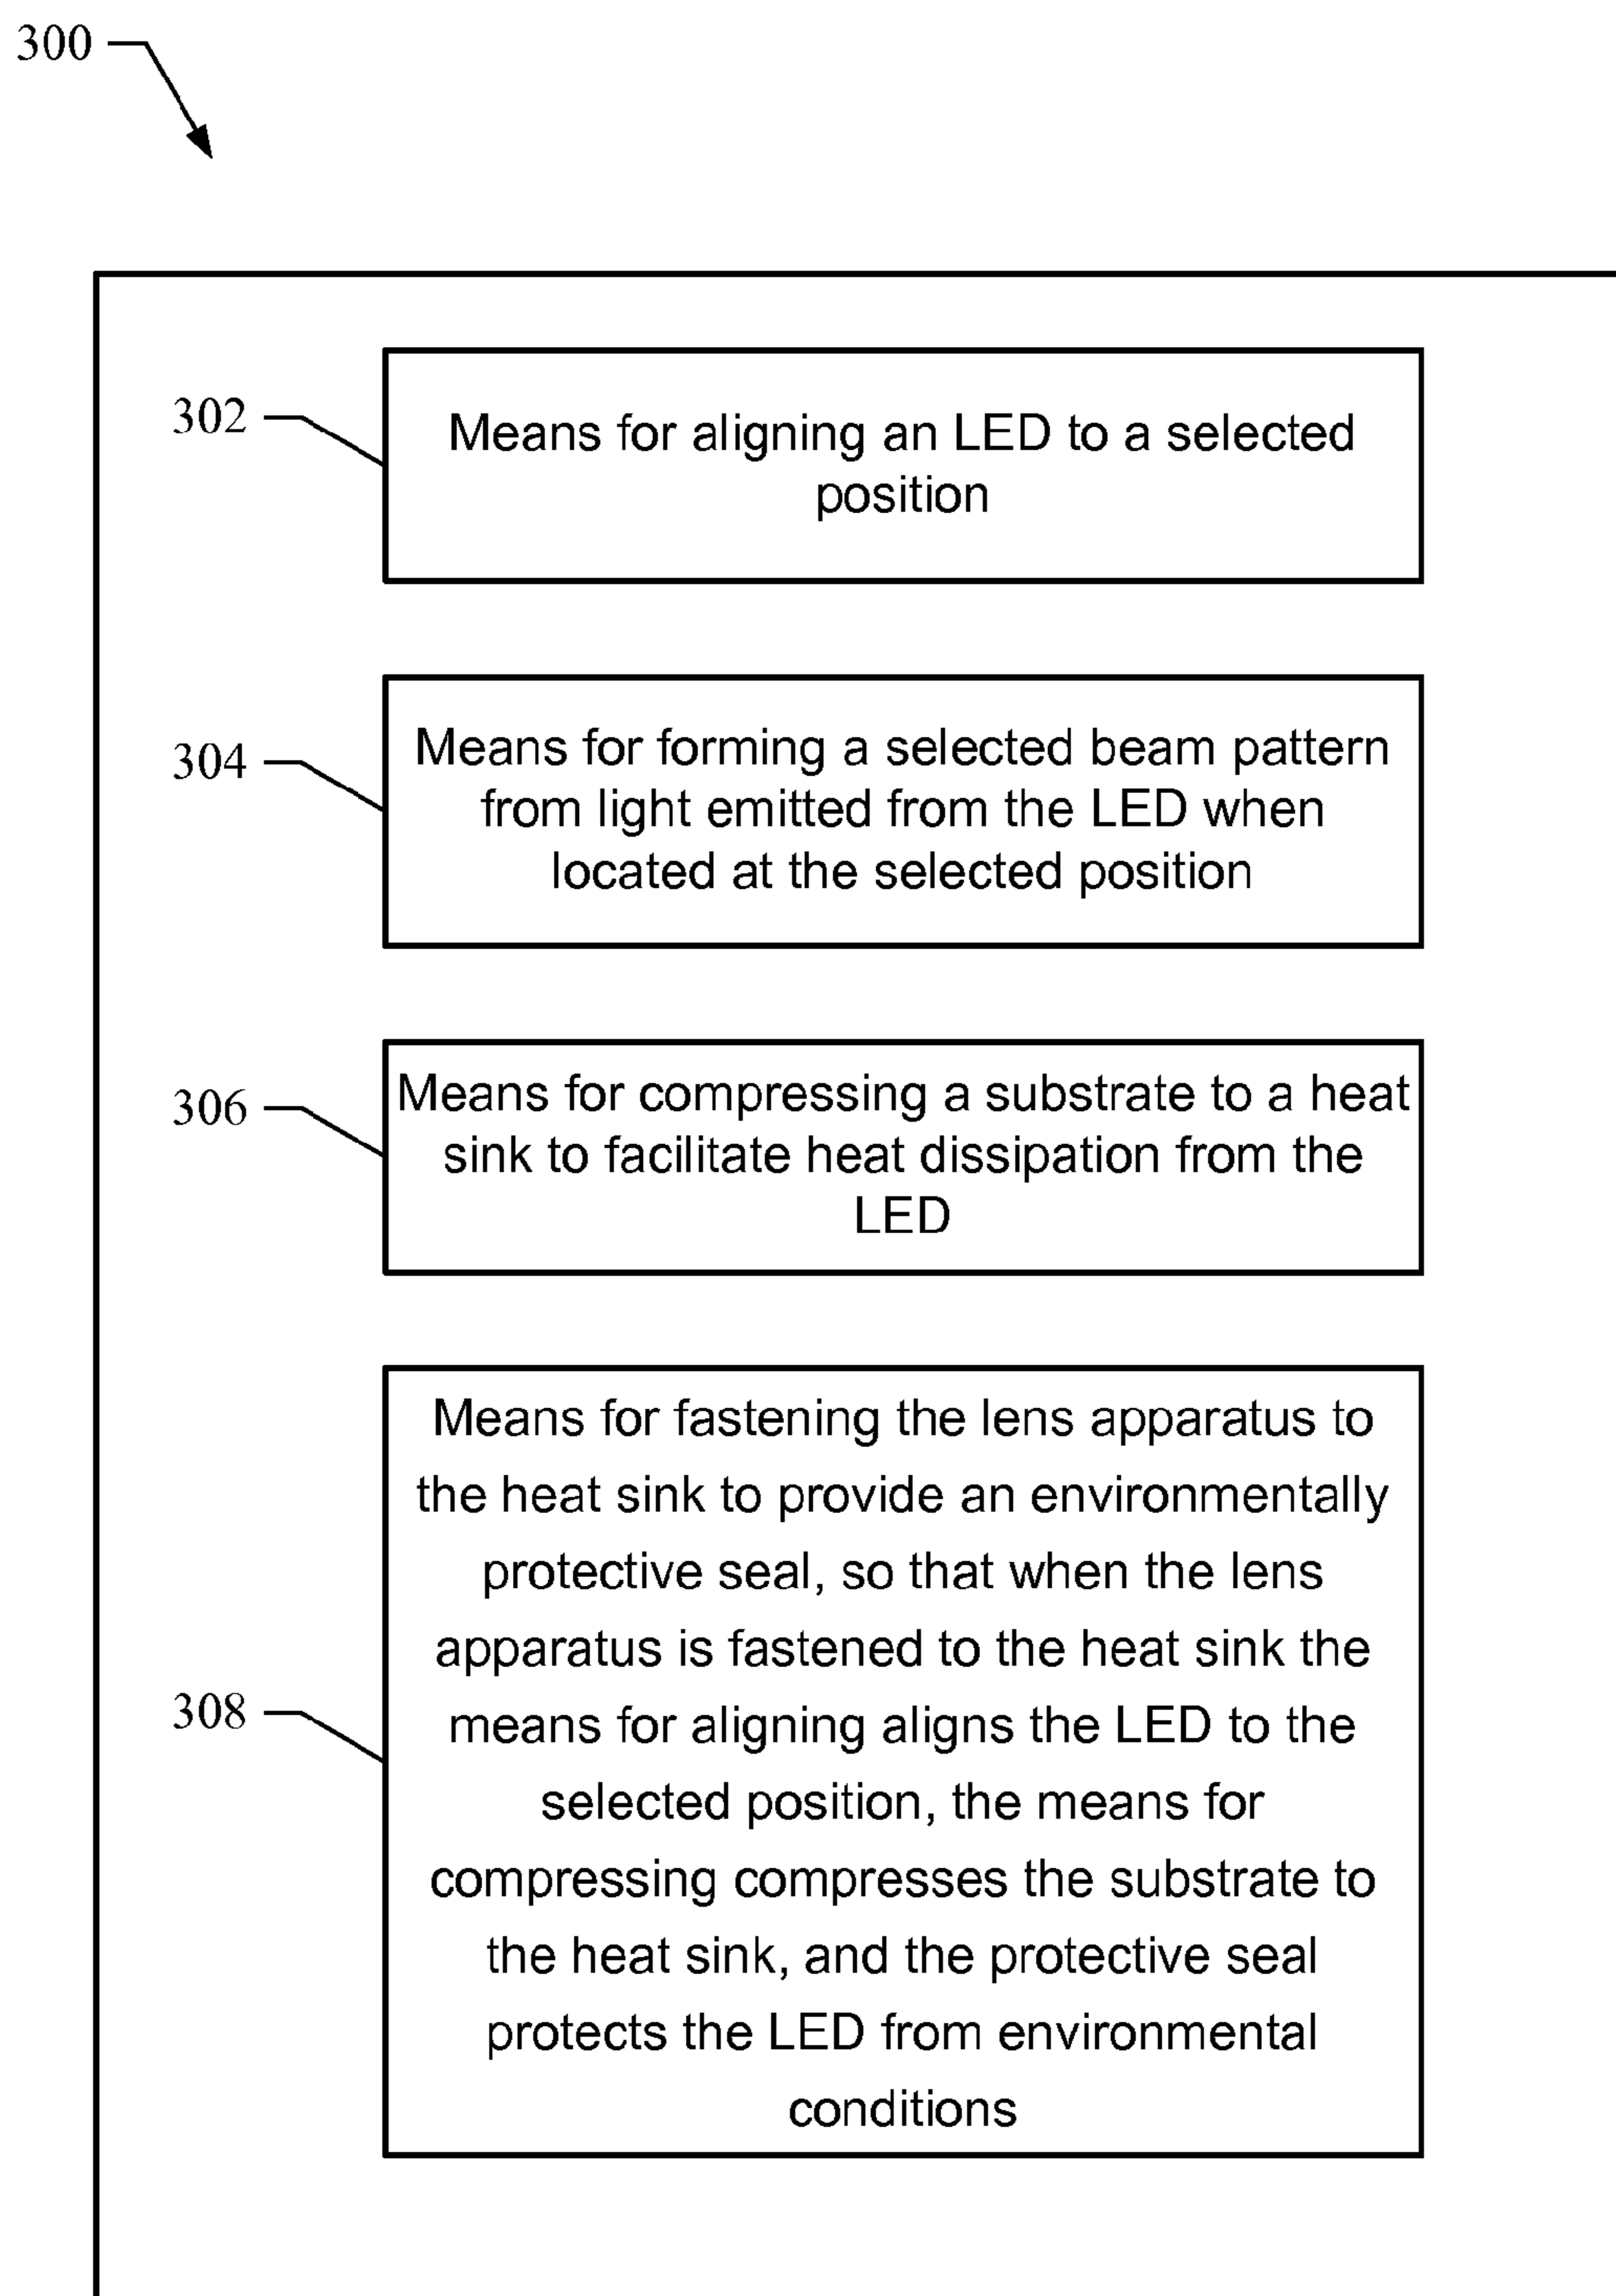 300
302
Means for aligning an LED to a selected
position
304
Means for forming a selected beam pattern
from light emitted from the LED when
located at the selected position
306
Means for compressing a substrate to a heat
sink to facilitate heat dissipation from the
LED
308
Means for fastening the lens apparatus to
the heat sink to provide an environmentally
protective seal, so that when the lens
apparatus is fastened to the heat sink the
means for aligning aligns the LED to the
selected position, the means for
compressing compresses the substrate to
the heat sink, and the protective seal
protects the LED from environmental
conditions